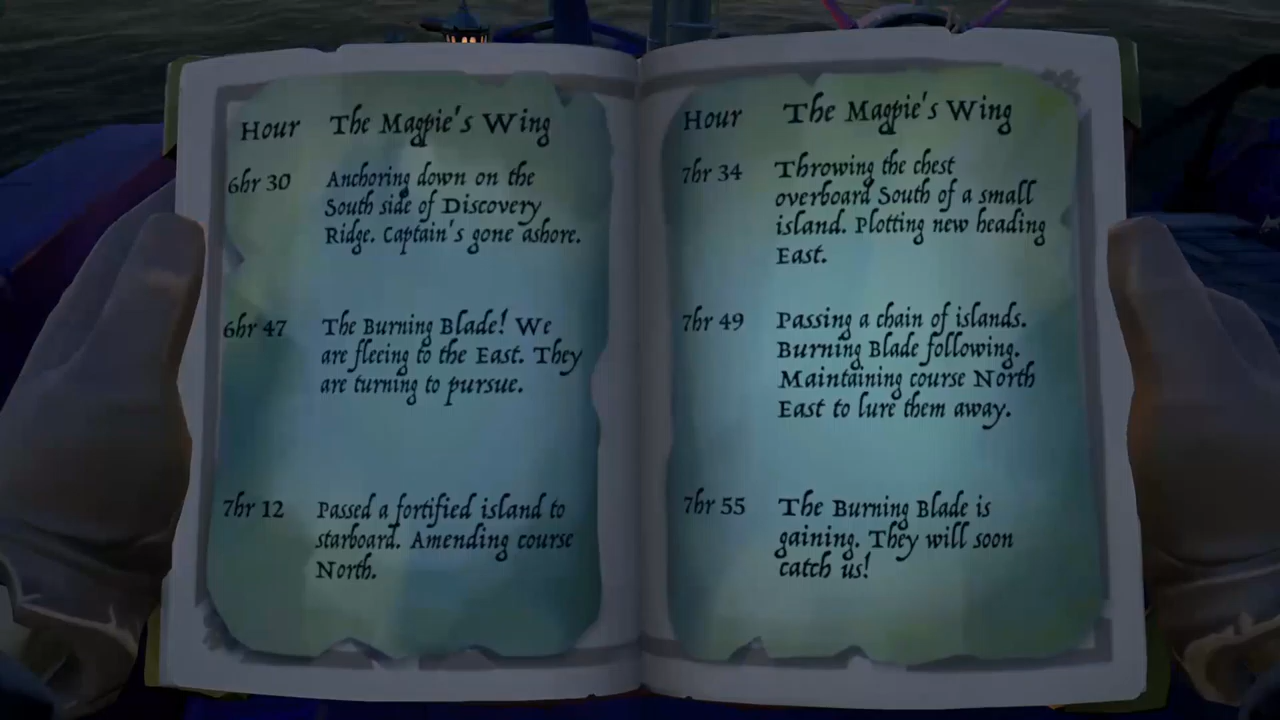 Hour The Magpie's Wing
6hr 30 Anchoring down on the
South side of Discovery
Ridge. Captain's gone ashore.
6hr 47 The Burning Blade! We
are fleeing to the East. They
are turning to pursue.
7hr 12 Passed a fortified island to
starboard. Amending course
North.
Hour The Magpie's Wing
7hr 34 Throwing the chest
overboard South of a small
island. Plotting new heading
East.
7hr 49 Passing a chain of islands.
Burning Blade following.
Maintaining course North
East to lure them away.
7hr 55 The Burning Blade is
gaining. They will soon
catch us!